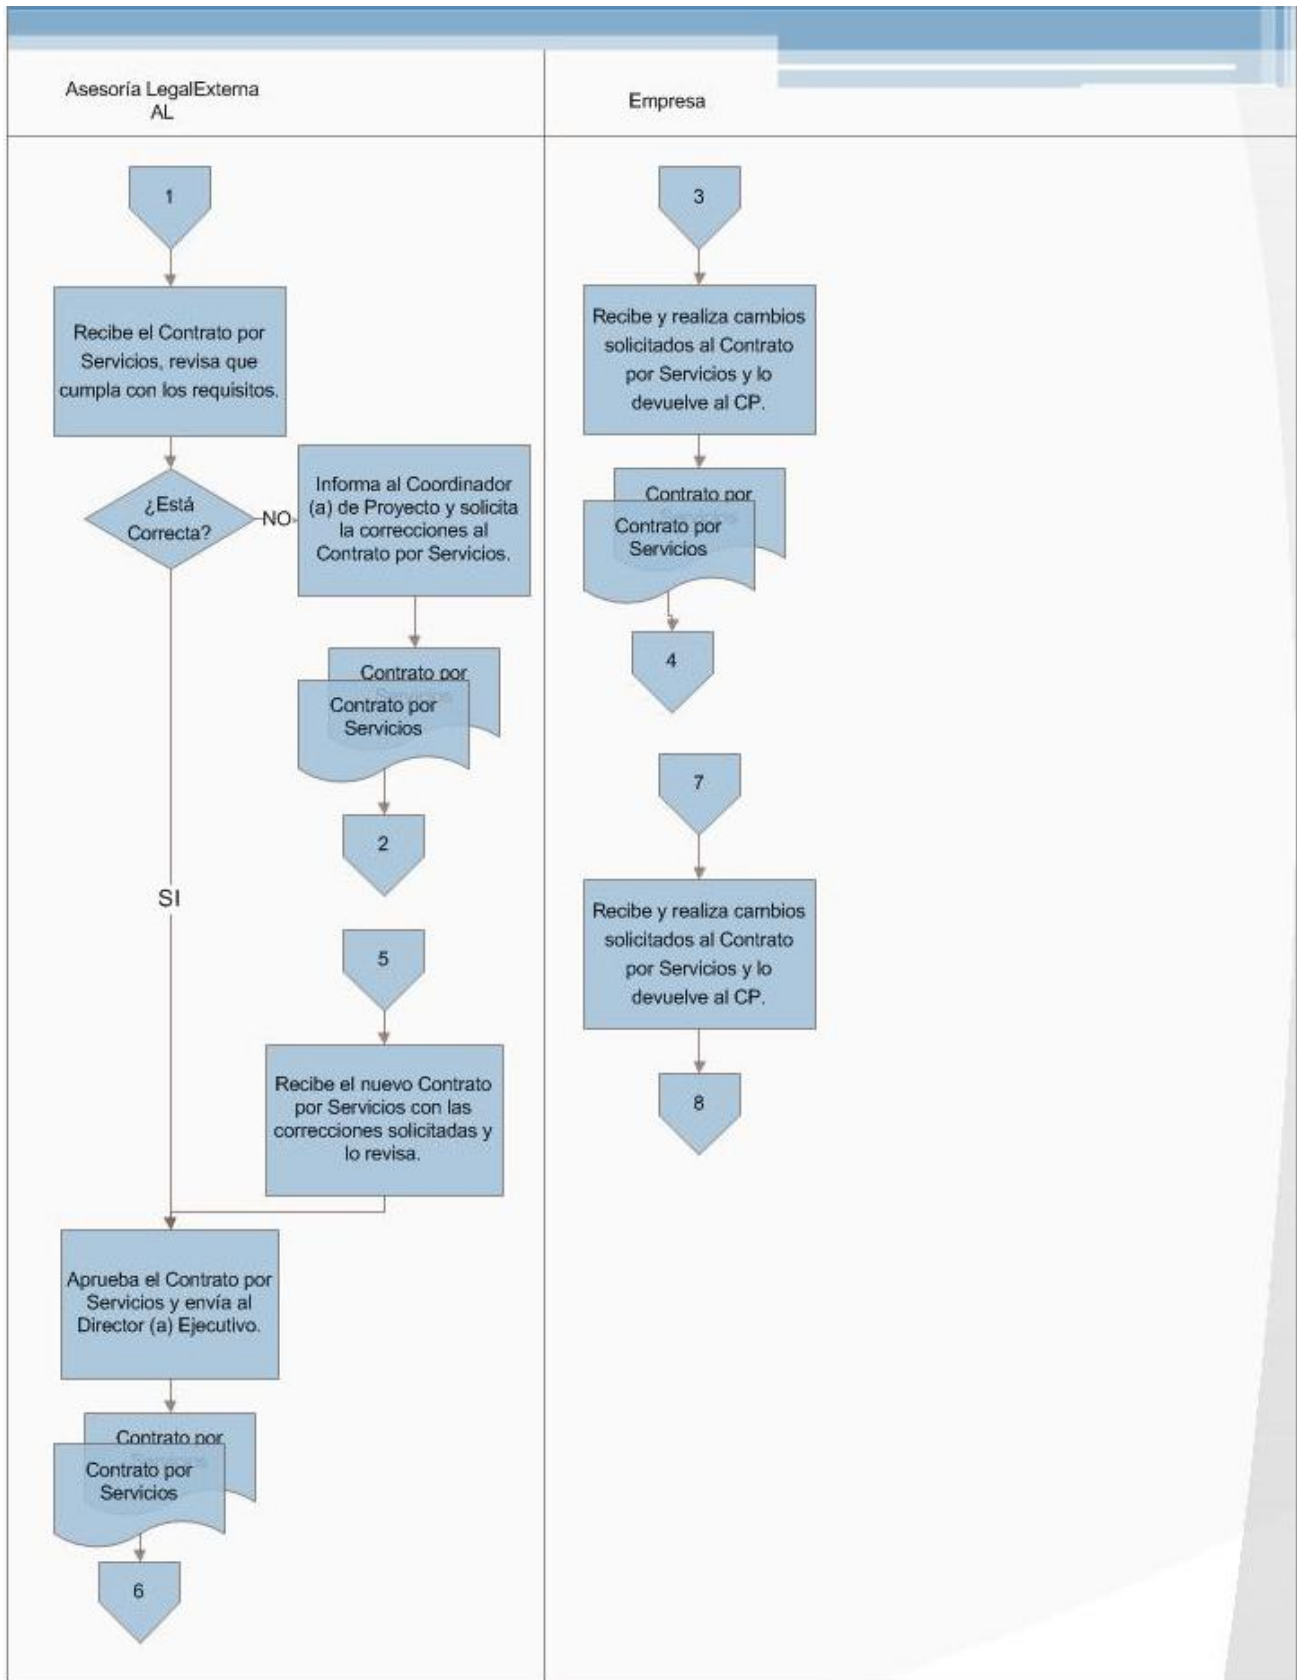 Asesoría LegalExterna
AL
Empresa
1
Recibe el Contrato por
Servicios, revisa que
cumpla con los requisitos.
¿Está
Correcta?
NO
Informa al Coordinador
(a) de Proyecto y solicita
la correcciones al
Contrato por Servicios.
Contrato por
Servicios
Contrato por
Servicios
2
SI
5
Recibe el nuevo Contrato
por Servicios con las
correcciones solicitadas y
lo revisa.
Aprueba el Contrato por
Servicios y envía al
Director (a) Ejecutivo.
Contrato por
Servicios
Contrato por
Servicios
6
3
Recibe y realiza cambios
solicitados al Contrato
por Servicios y lo
devuelve al CP.
Contrato por
Servicios
Contrato por
Servicios
4
7
Recibe y realiza cambios
solicitados al Contrato
por Servicios y lo
devuelve al CP.
8